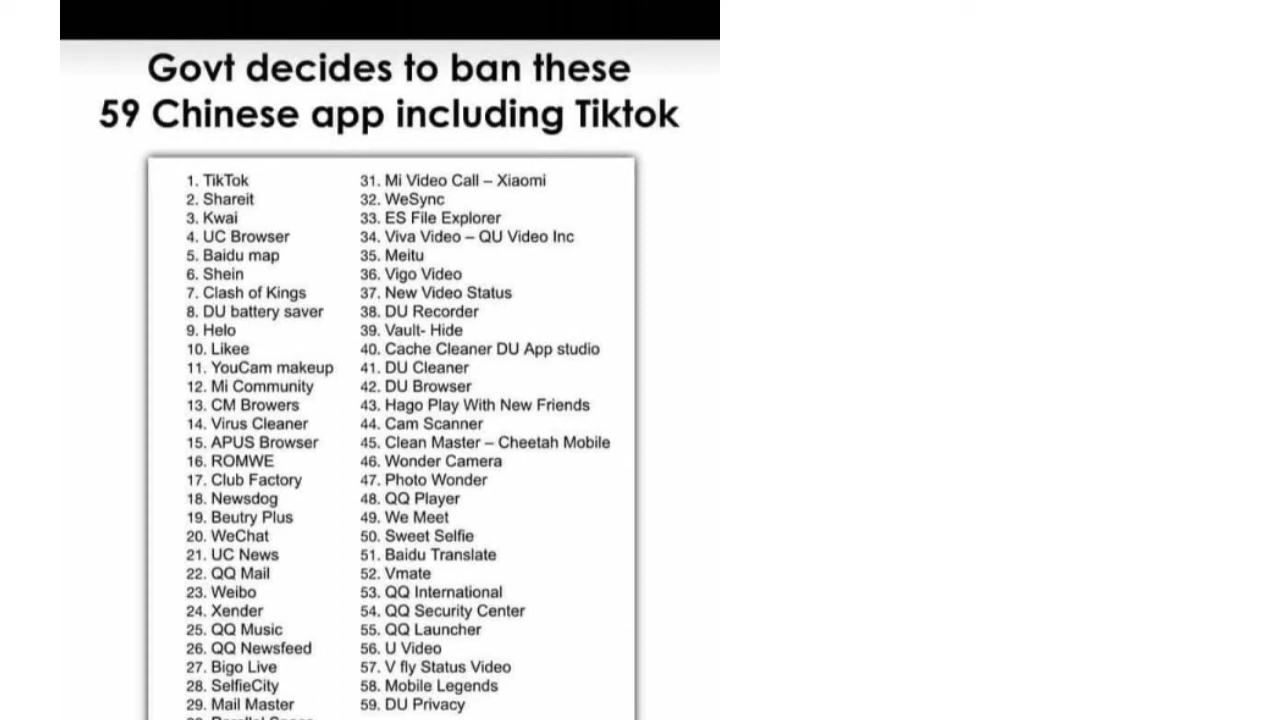 Govt decides to ban these
59 Chinese app including Tiktok
1. TikTok
2. Shareit
3. Kwai
4. UC Browser
5. Baidu map
6. Shein
7. Clash of Kings
8. DU battery saver
9. Helo
10. Likee
11. YouCam makeup
12. Mi Community
13. CM Browers
14. Virus Cleaner
15. APUS Browser
16. ROMWE
17. Club Factory
18. Newsdog
19. Beutry Plus
20. WeChat
21. UC News
22. QQ Mail
23. Weibo
24. Xender
25. QQ Music
26. QQ Newsfeed
27. Bigo Live
28. SelfieCity
29. Mail Master
30. Parallel Space
31. Mi Video Call – Xiaomi
32. WeSync
33. ES File Explorer
34. Viva Video – QU Video Inc
35. Meitu
36. Vigo Video
37. New Video Status
38. DU Recorder
39. Vault- Hide
40. Cache Cleaner DU App studio
41. DU Cleaner
42. DU Browser
43. Hago Play With New Friends
44. Cam Scanner
45. Clean Master – Cheetah Mobile
46. Wonder Camera
47. Photo Wonder
48. QQ Player
49. We Meet
50. Sweet Selfie
51. Baidu Translate
52. Vmate
53. QQ International
54. QQ Security Center
55. QQ Launcher
56. U Video
57. V fly Status Video
58. Mobile Legends
59. DU Privacy